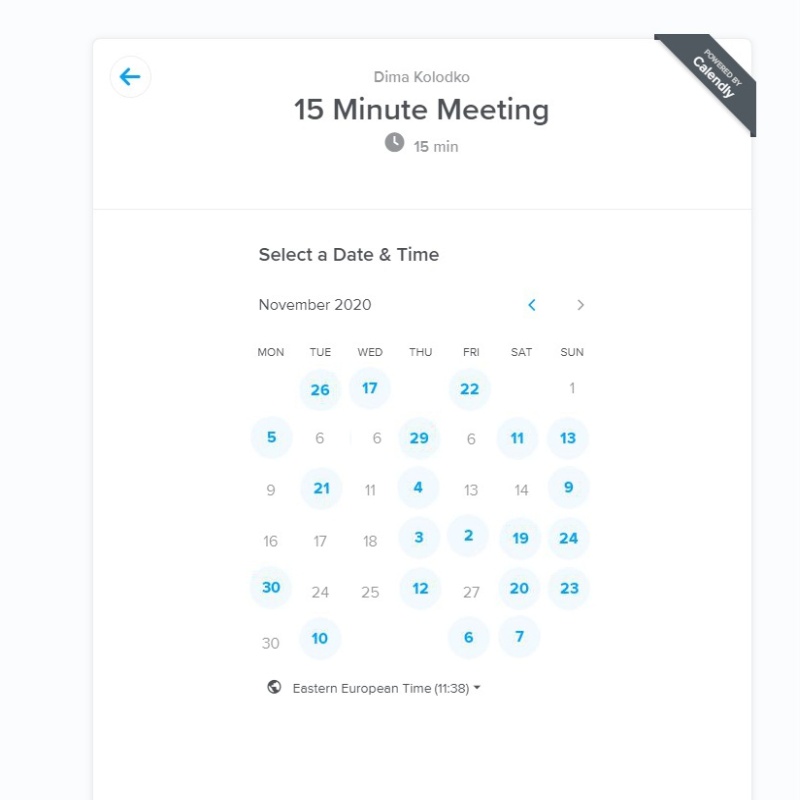 POWERED BY
Calendly
Dima Kolodko
15 Minute Meeting
15 min
Select a Date & Time
November 2020
MON TUE WED THU FRI SAT SUN
26 17 22 1
5 6 6 29 6 11 13
9 21 11 4 13 14 9
16 17 18 3 2 19 24
30 24 25 12 27 20 23
30 10 6 7
Eastern European Time (11:38)